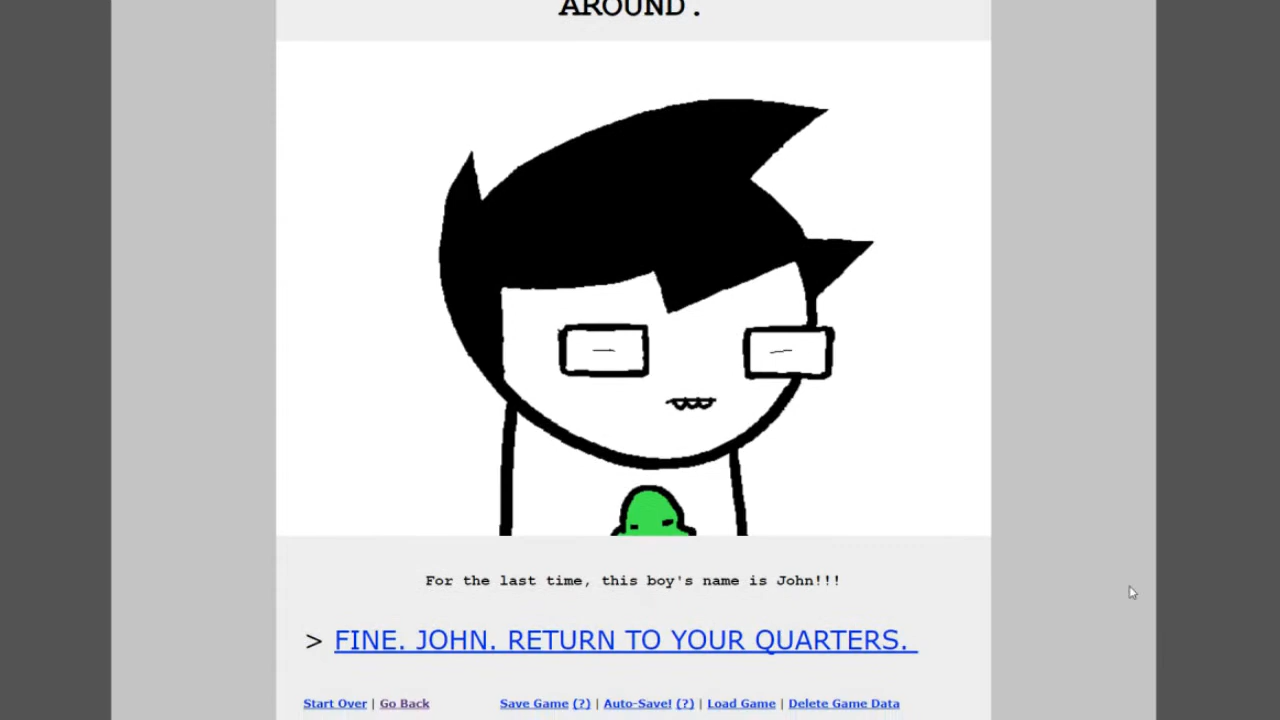 AROUND.
For the last time, this boy's name is John!!!
> FINE. JOHN. RETURN TO YOUR QUARTERS.
Start Over | Go Back Save Game (?) | Auto-Save! (?) | Load Game | Delete Game Data